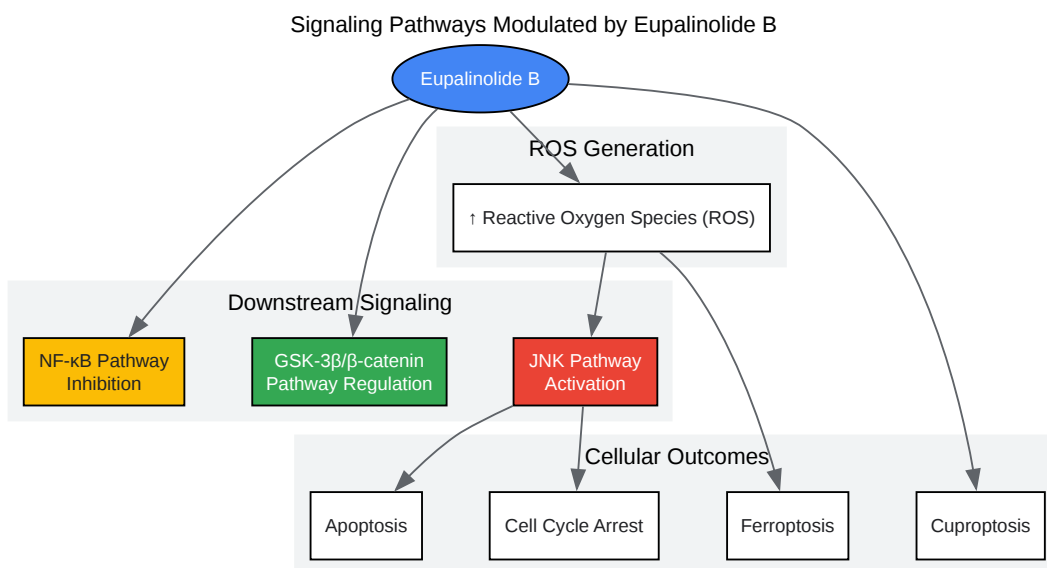 Signaling Pathways Modulated by Eupalinolide B
Eupalinolide B
ROS Generation
↑ Reactive Oxygen Species (ROS)
Downstream Signaling
NF-κB Pathway
Inhibition
GSK-3β/β-catenin
Pathway Regulation
JNK Pathway
Activation
Cellular Outcomes
Apoptosis
Cell Cycle Arrest
Ferroptosis
Cuproptosis